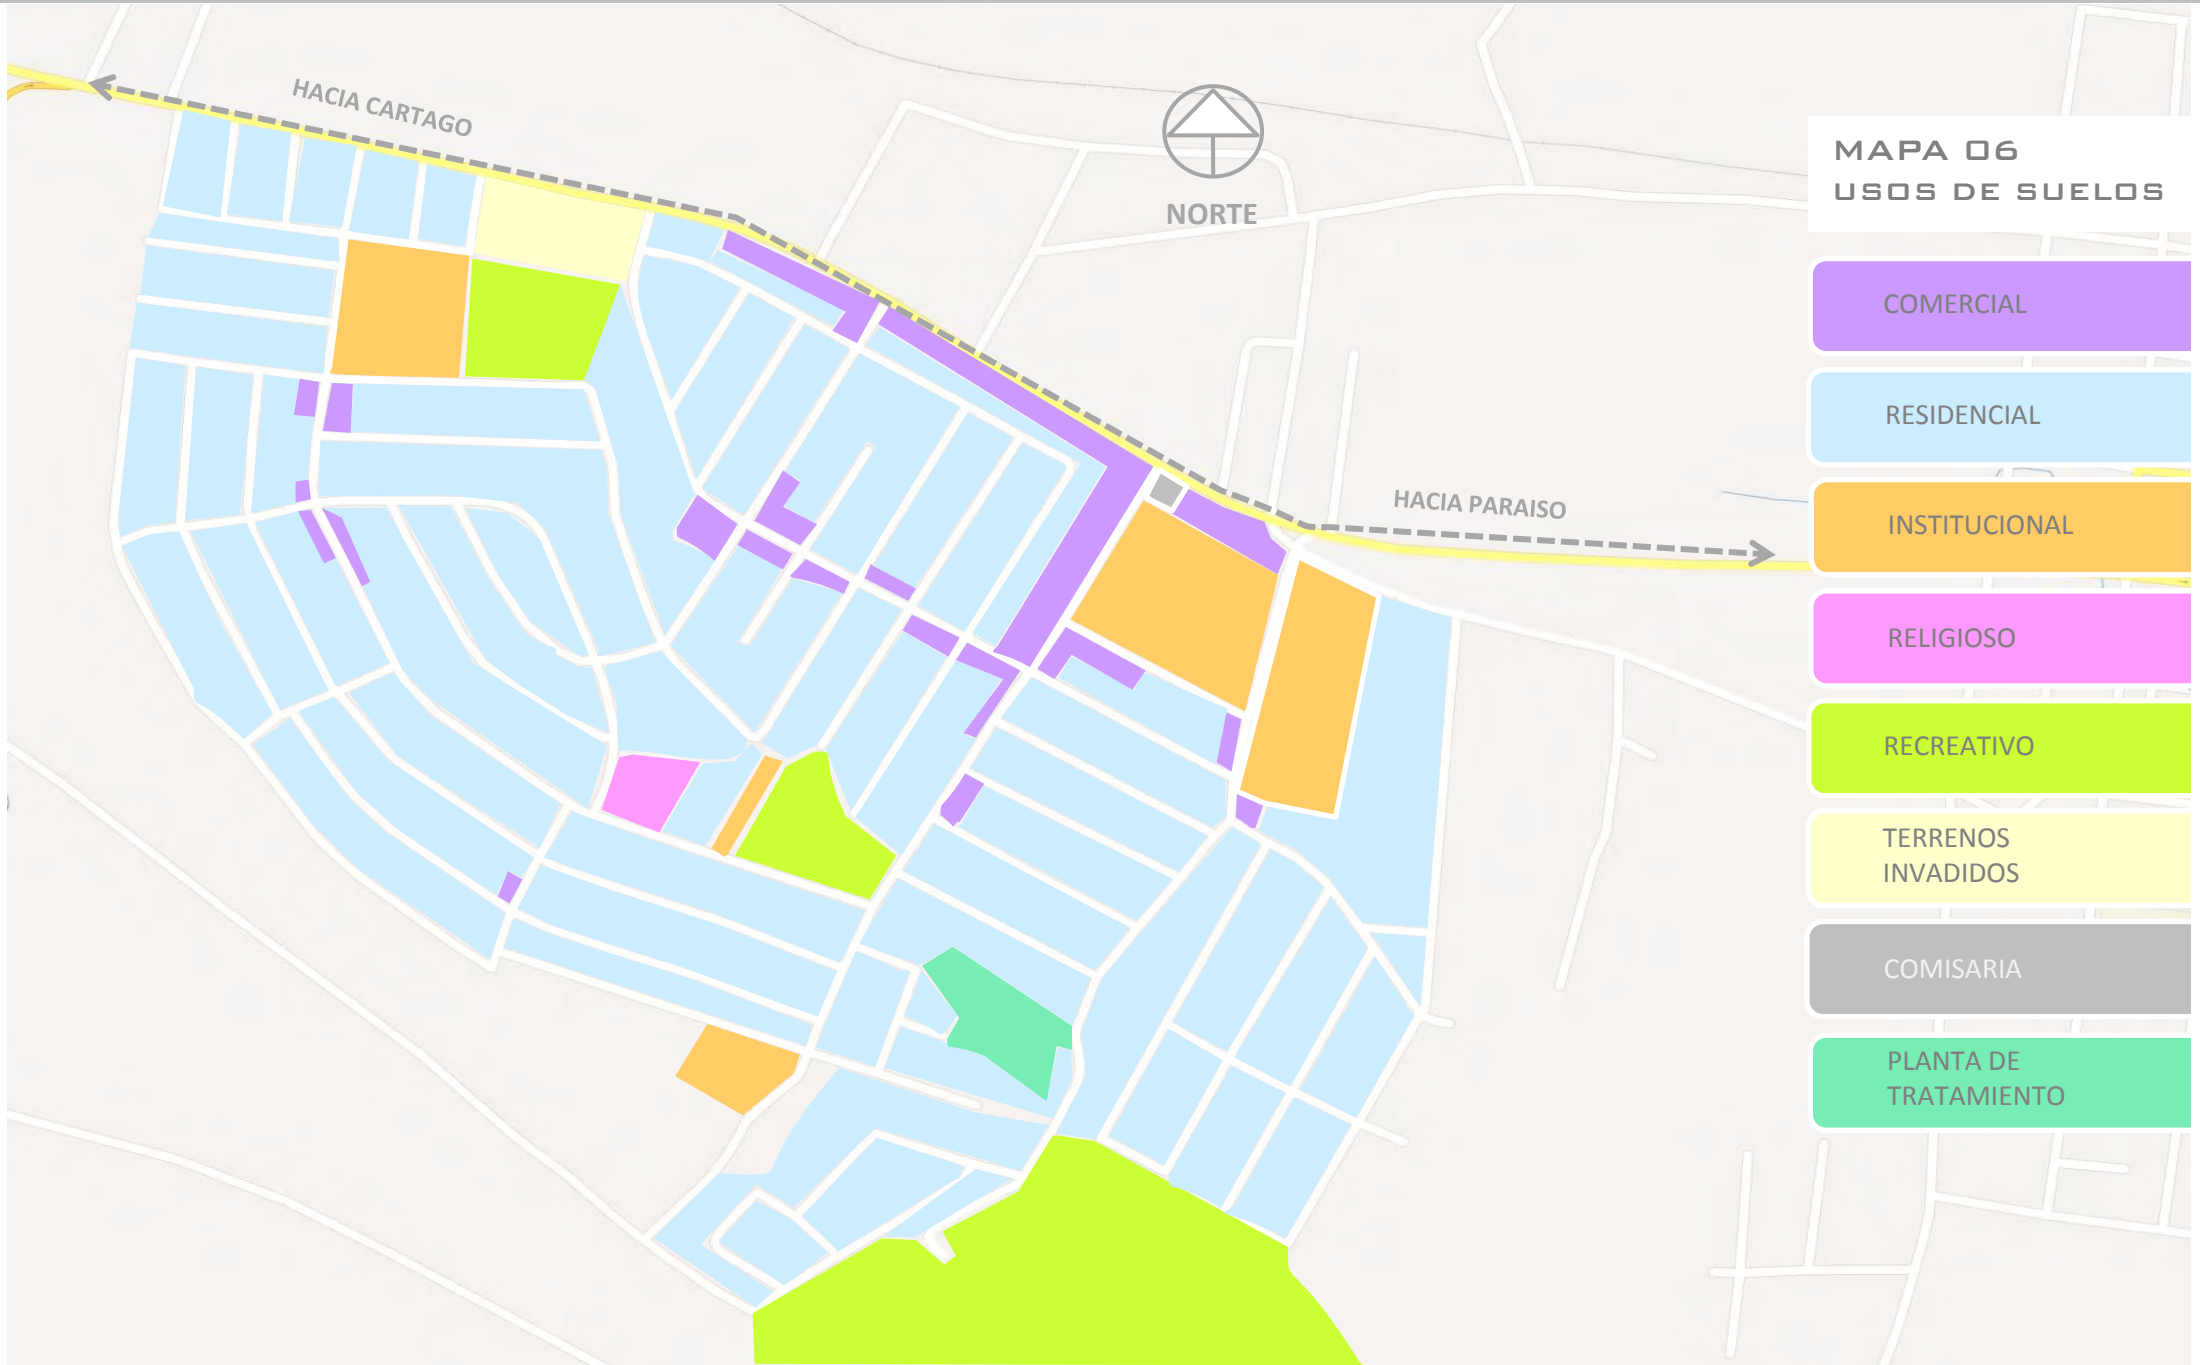 HACIA CARTAGO
NORTE
HACIA PARAISO
MAPA 06
USOS DE SUELOS
COMERCIAL
RESIDENCIAL
INSTITUCIONAL
RELIGIOSO
RECREATIVO
TERRENOS
INVADIDOS
COMISARIA
PLANTA DE
TRATAMIENTO